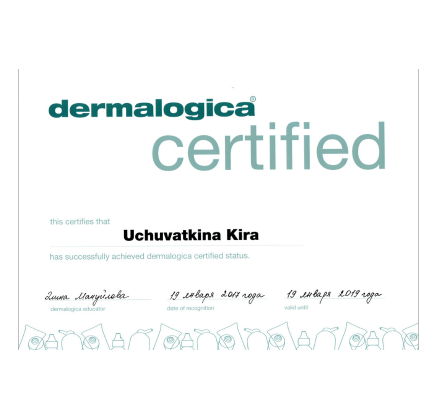 dermalogica®
certified
this certifies that
Uchuvatkina Kira
has successfully achieved dermalogica certified status.
Элина Мануйлова 19 января 2017 года 19 января 2019 года
dermalogica educator date of recognition valid until